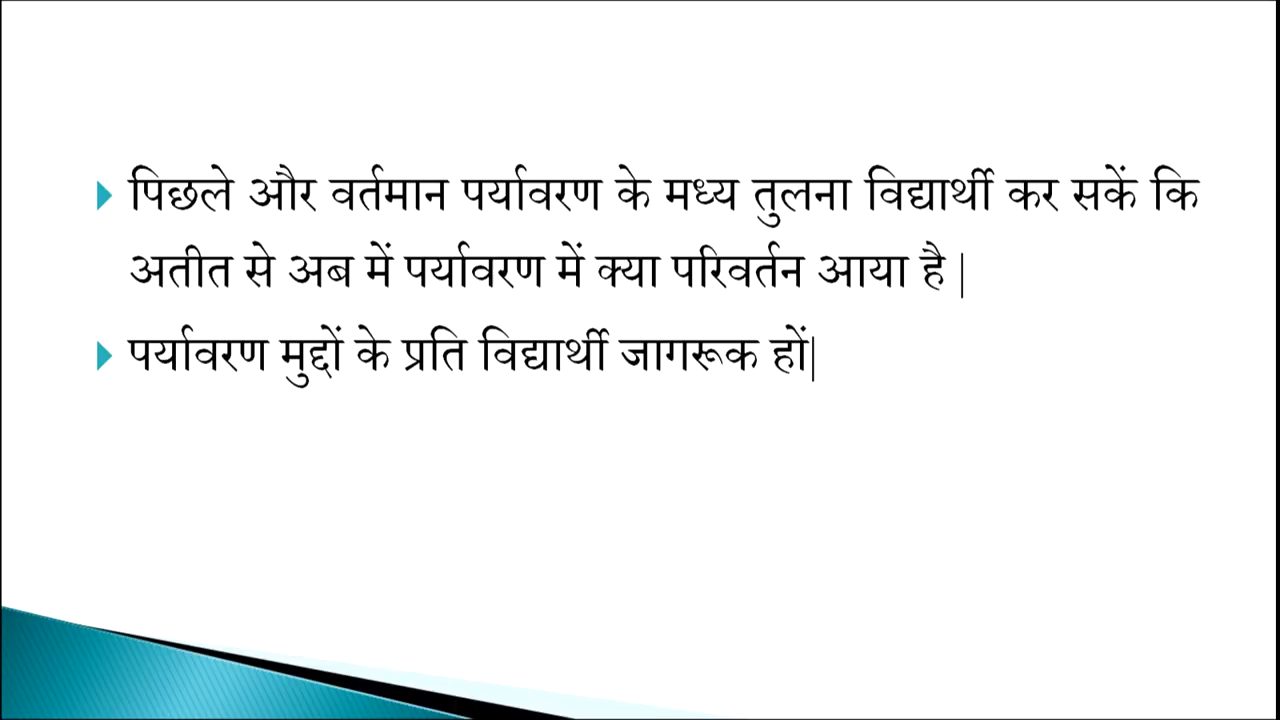 पिछले और वर्तमान पर्यावरण के मध्य तुलना विद्यार्थी कर सकें कि
अतीत से अब में पर्यावरण में क्या परिवर्तन आया है |
पर्यावरण मुद्दों के प्रति विद्यार्थी जागरूक हों|